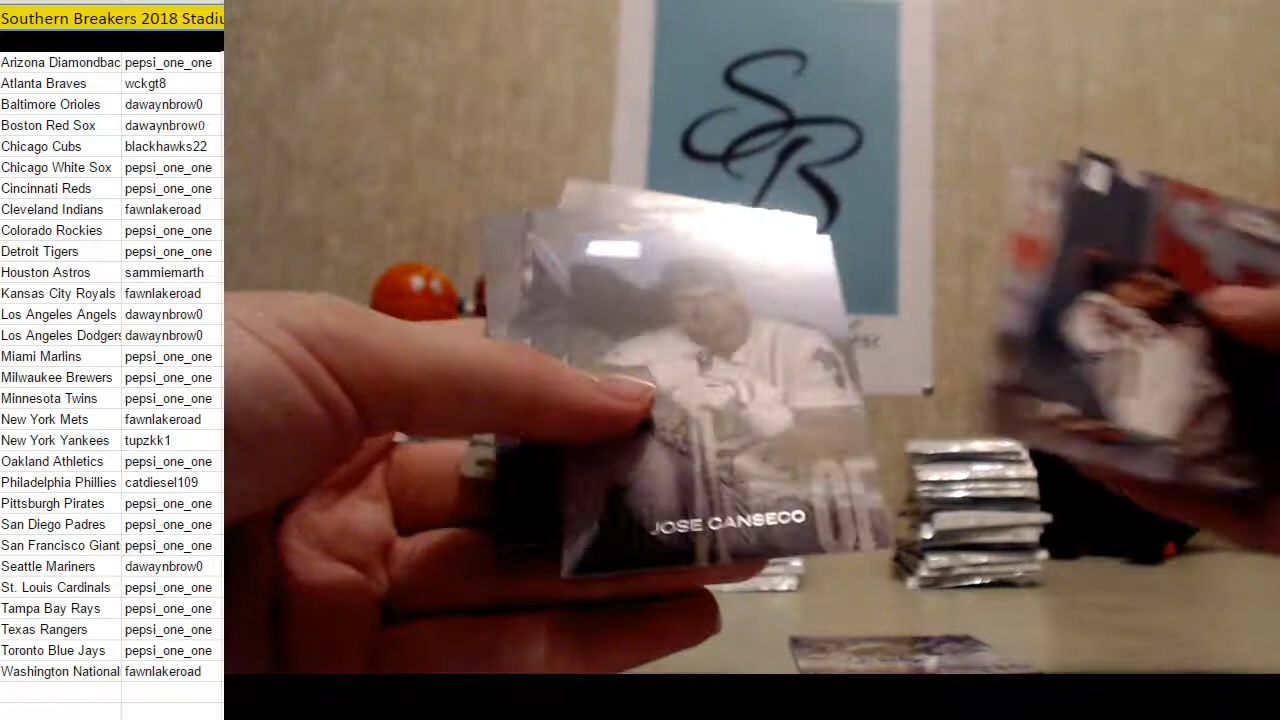 Southern Breakers 2018 Stadiu
Arizona Diamondbac pepsi_one_one
Atlanta Braves wckgt8
Baltimore Orioles dawaynbrow0
Boston Red Sox dawaynbrow0
Chicago Cubs blackhawks22
Chicago White Sox pepsi_one_one
Cincinnati Reds pepsi_one_one
Cleveland Indians fawnlakeroad
Colorado Rockies pepsi_one_one
Detroit Tigers pepsi_one_one
Houston Astros sammiemarth
Kansas City Royals fawnlakeroad
Los Angeles Angels dawaynbrow0
Los Angeles Dodgers dawaynbrow0
Miami Marlins pepsi_one_one
Milwaukee Brewers pepsi_one_one
Minnesota Twins pepsi_one_one
New York Mets fawnlakeroad
New York Yankees tupzkk1
Oakland Athletics pepsi_one_one
Philadelphia Phillies catdiesel109
Pittsburgh Pirates pepsi_one_one
San Diego Padres pepsi_one_one
San Francisco Giant pepsi_one_one
Seattle Mariners dawaynbrow0
St. Louis Cardinals pepsi_one_one
Tampa Bay Rays pepsi_one_one
Texas Rangers pepsi_one_one
Toronto Blue Jays pepsi_one_one
Washington National fawnlakeroad
SR
JOSE CANSECO